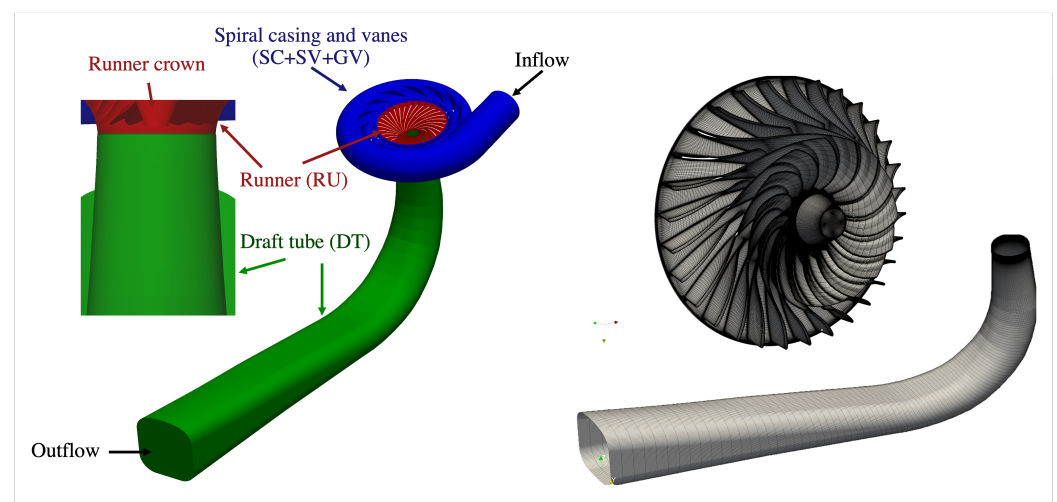 Spiral casing and vanes
(SC+SV+GV)
Runner crown
Inflow
Runner (RU)
Draft tube (DT)
Outflow